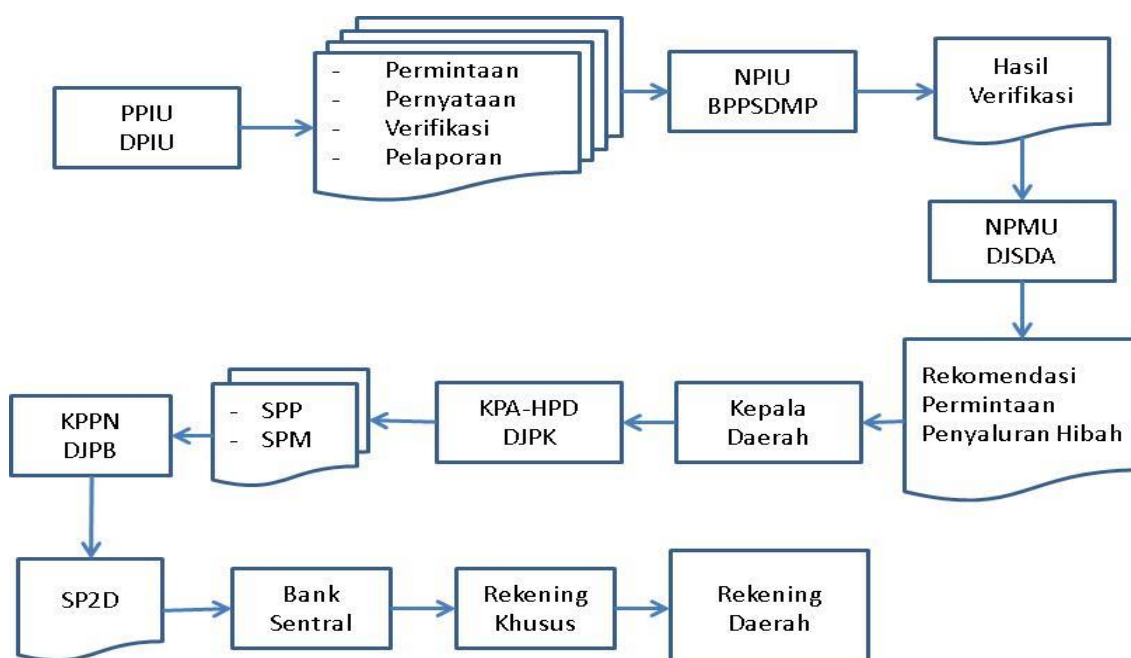 PPIU
DPIU
- Permintaan
- Pernyataan
- Verifikasi
- Pelaporan
NPIU
BPPSDMP
Hasil
Verifikasi
NPMU
DJSDA
Rekomendasi
Permintaan
Penyaluran Hibah
Kepala
Daerah
KPA-HPD
DJPK
- SPP
- SPM
KPPN
DJPB
SP2D
Bank
Sentral
Rekening
Khusus
Rekening
Daerah